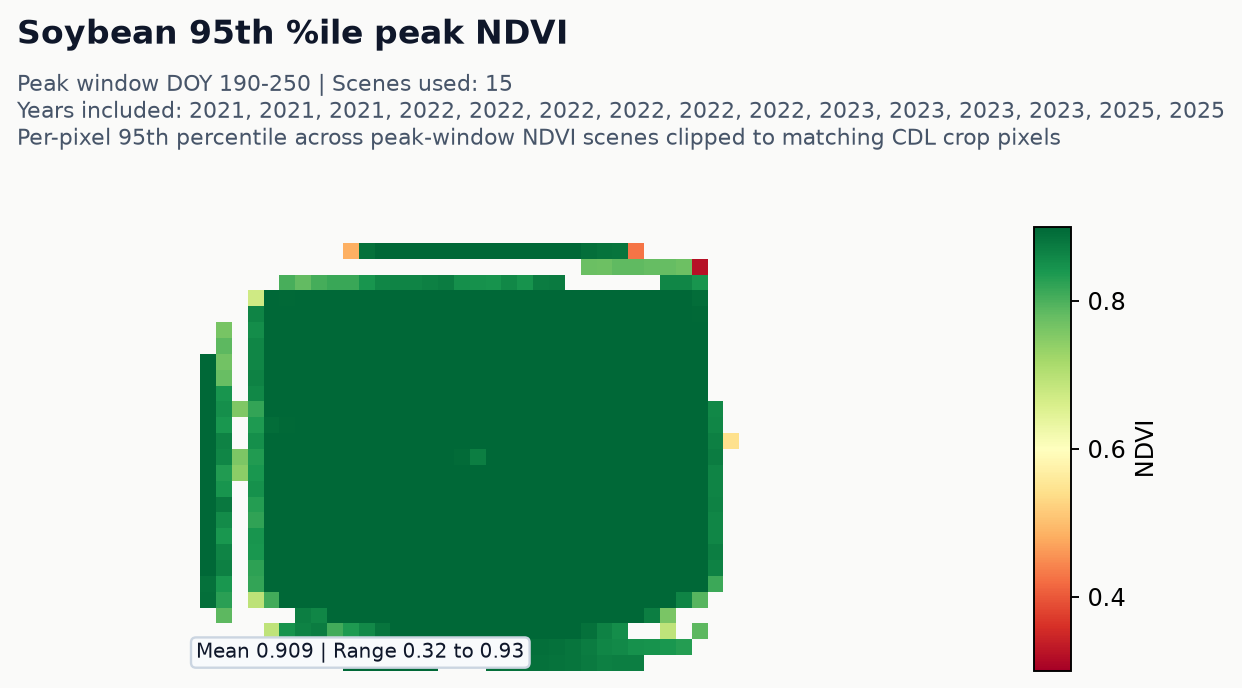 Soybean 95th %ile peak NDVI
Peak window DOY 190-250 | Scenes used: 15
Years included: 2021, 2021, 2021, 2022, 2022, 2022, 2022, 2022, 2022, 2023, 2023, 2023, 2023, 2025, 2025
Per-pixel 95th percentile across peak-window NDVI scenes clipped to matching CDL crop pixels
0.8
0.6
0.4
NDVI
Mean 0.909 | Range 0.32 to 0.93